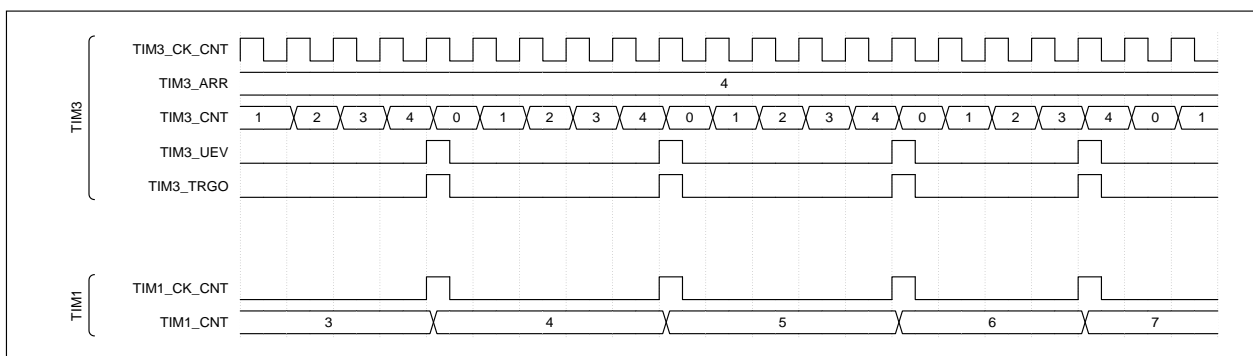 TIM3
TIM3_CK_CNT
TIM3_ARR
4
TIM3_CNT
1 2 3 4 0 1 2 3 4 0 1 2 3 4 0 1 2 3 4 0 1
TIM3_UEV
TIM3_TRGO
TIM1
TIM1_CK_CNT
TIM1_CNT
3 4 5 6 7